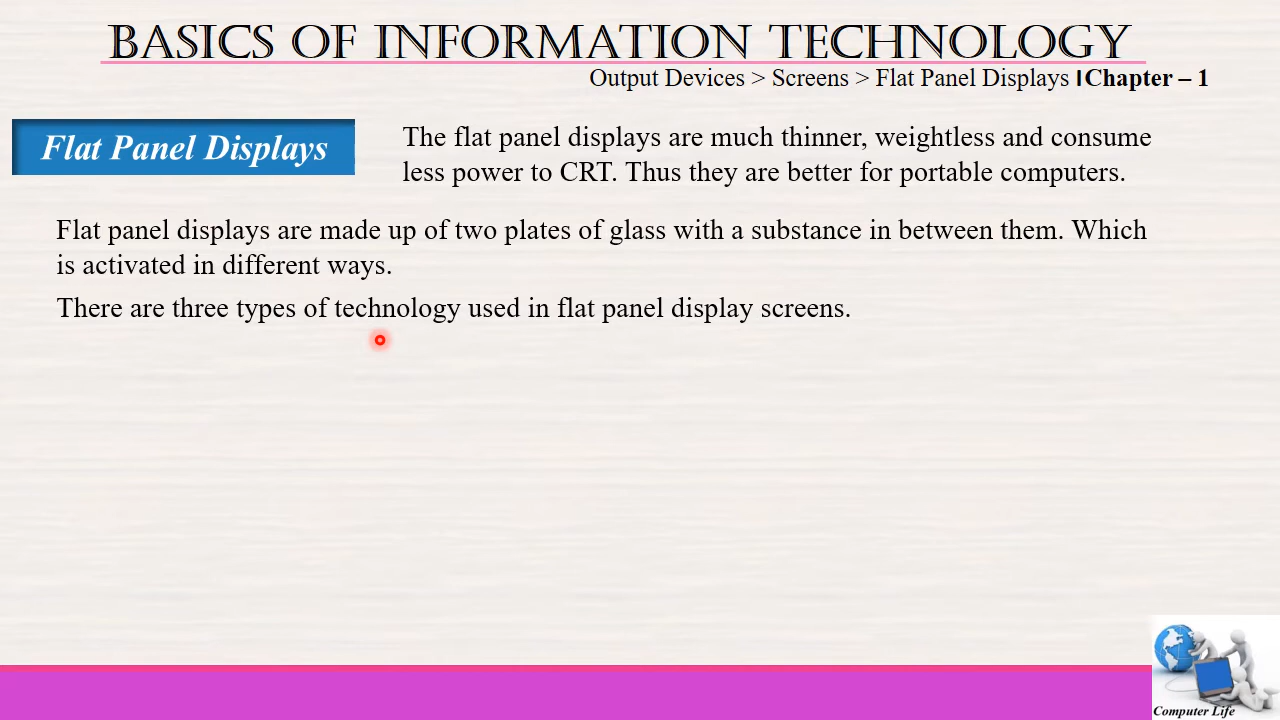 BASICS OF INFORMATION TECHNOLOGY
Output Devices > Screens > Flat Panel Displays |Chapter – 1
Flat Panel Displays
The flat panel displays are much thinner, weightless and consume
less power to CRT. Thus they are better for portable computers.
Flat panel displays are made up of two plates of glass with a substance in between them. Which
is activated in different ways.
There are three types of technology used in flat panel display screens.
Computer Life